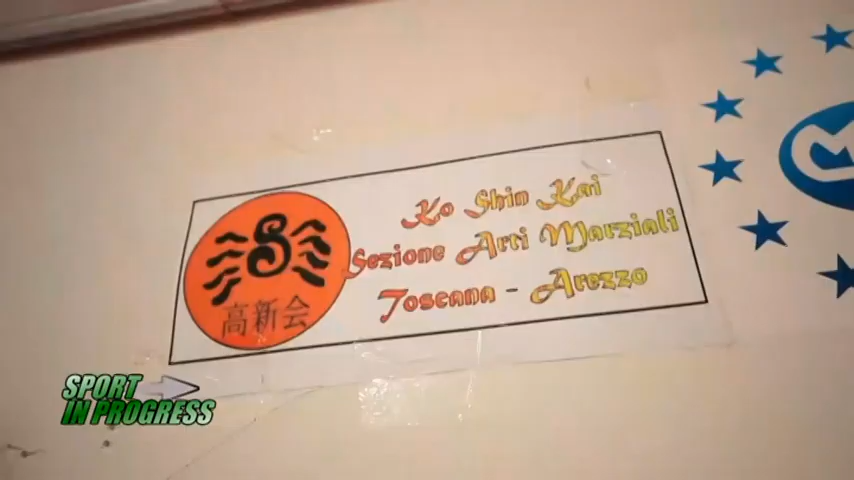 Ko Shin Kai
Sezione Arti Marziali
Toscana - Arezzo
高新会
SPORT
IN PROGRESS